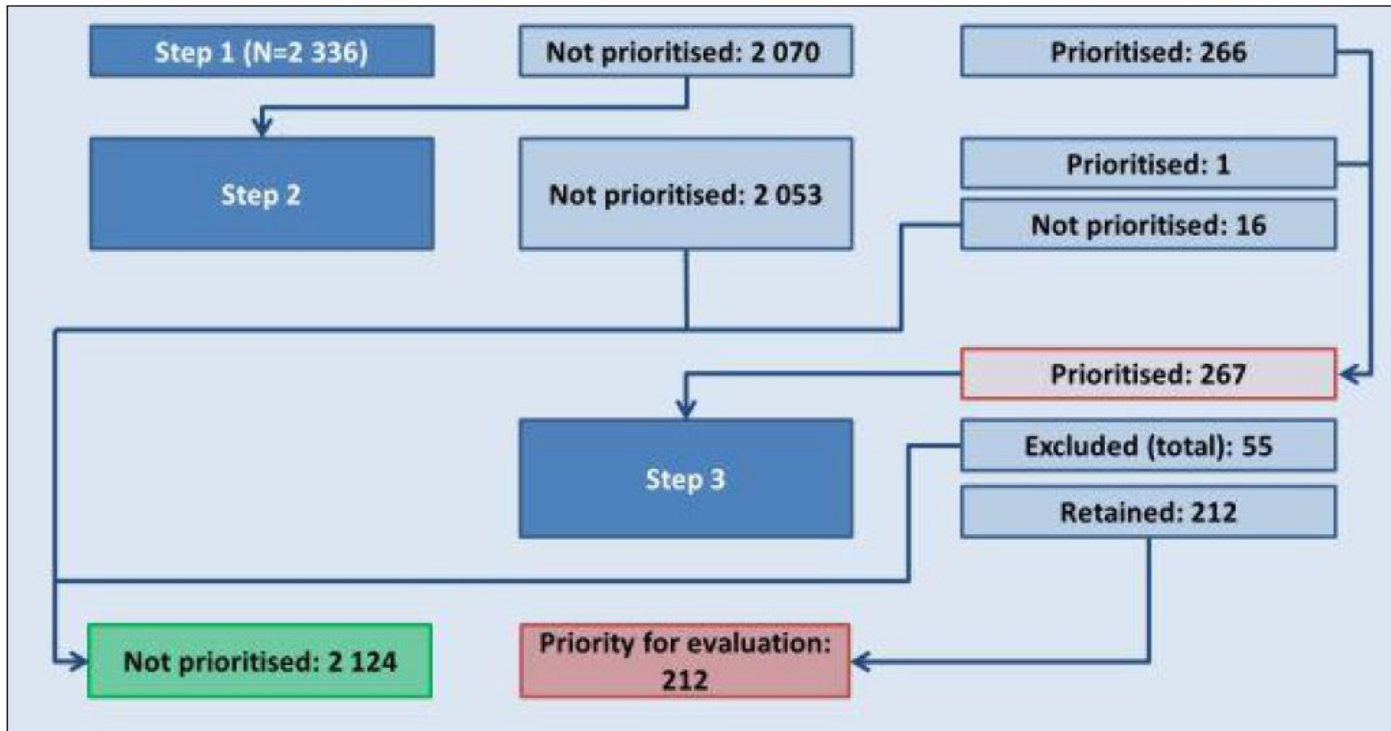 Step 1 (N=2 336)
Not prioritised: 2 070
Prioritised: 266
Step 2
Not prioritised: 2 053
Prioritised: 1
Not prioritised: 16
Prioritised: 267
Step 3
Excluded (total): 55
Retained: 212
Not prioritised: 2 124
Priority for evaluation:
212